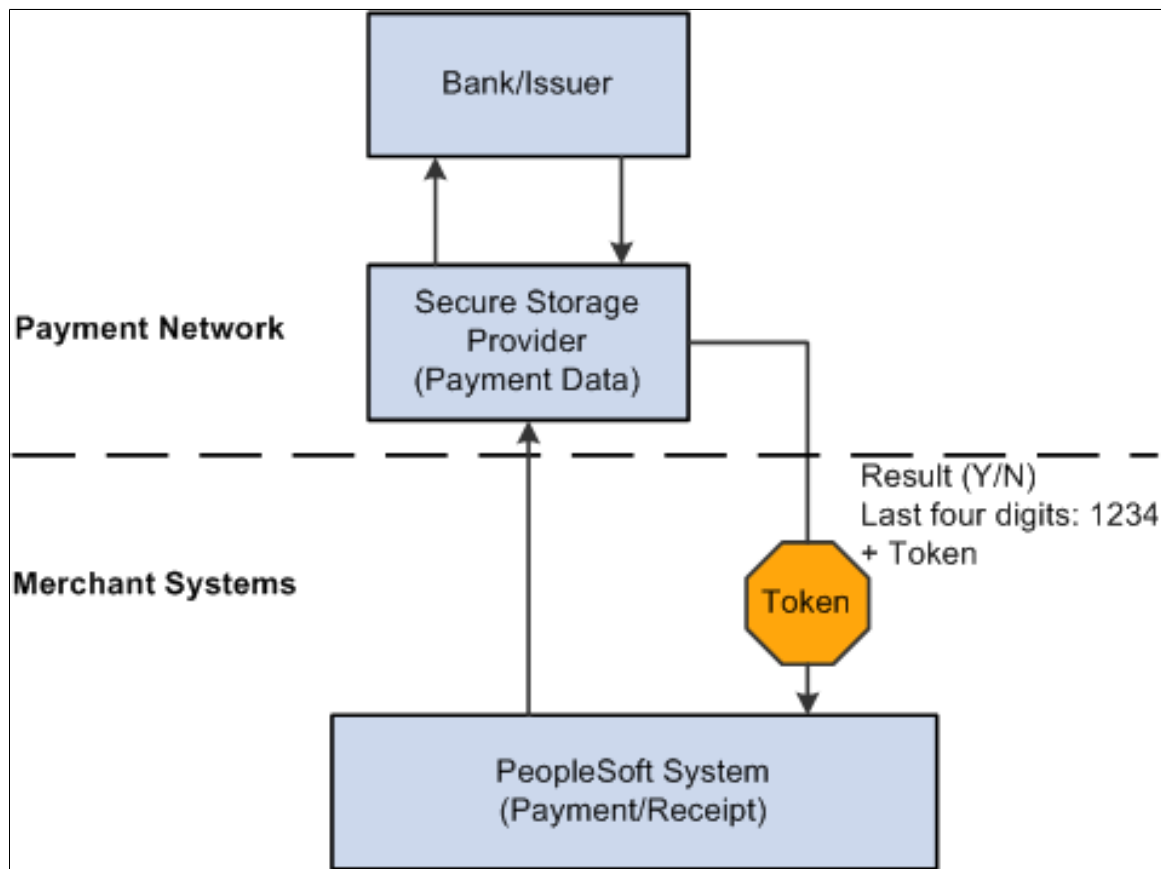 Bank/Issuer
Secure Storage
Provider
(Payment Data)
Payment Network
Result (Y/N)
Last four digits: 1234
+ Token
Merchant Systems
Token
PeopleSoft System
(Payment/Receipt)